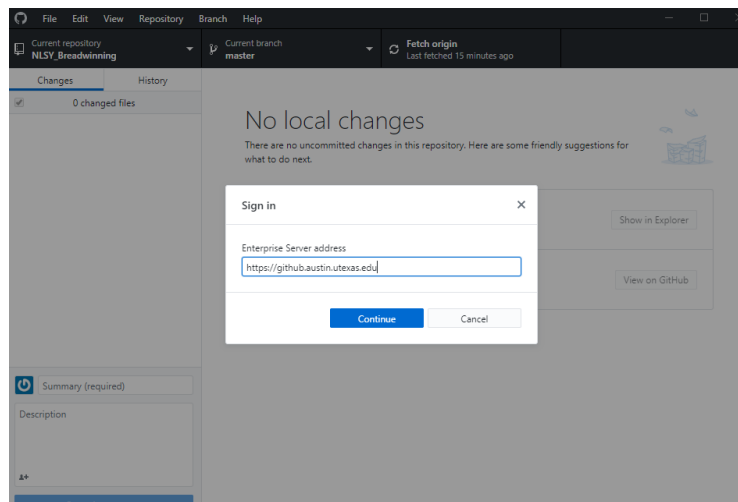 File Edit View Repository Branch Help
Current repository
NLSY_Breadwinning
Current branch
master
Fetch origin
Last fetched 15 minutes ago
Changes History
0 changed files
No local changes
There are no uncommitted changes in this repository. Here are some friendly suggestions for
what to do next.
Sign in
Enterprise Server address
https://github.austin.utexas.edu
Continue Cancel
Show in Explorer
View on GitHub
Summary (required)
Description